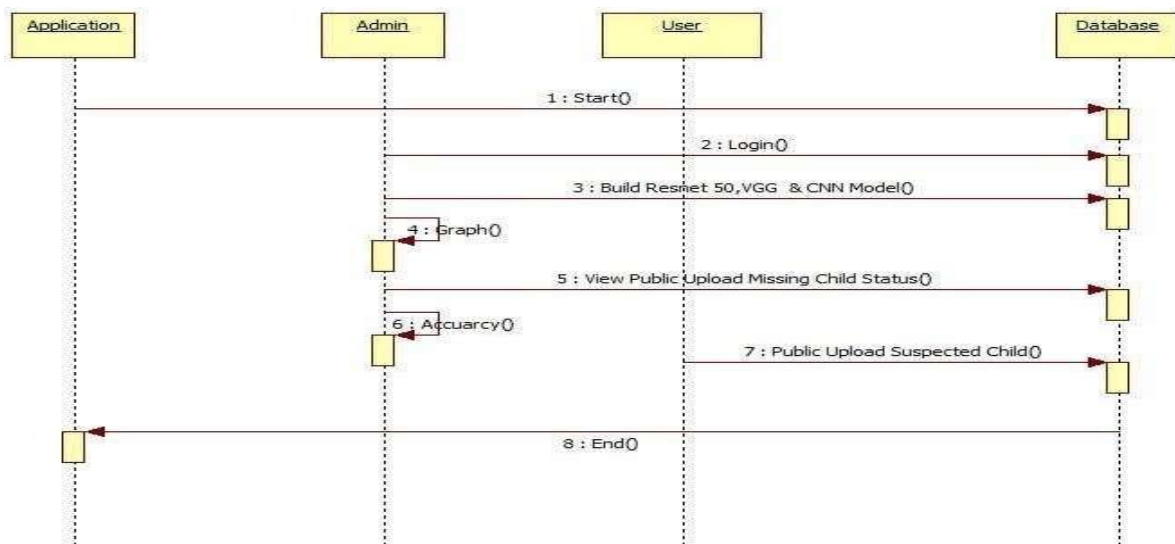 Application
Admin
User
Database
1 : Start()
2 : Login()
3 : Build Resnet 50,VGG & CNN Model()
4 : Graph()
5 : View Public Upload Missing Child Status()
6 : Accuarcy()
7 : Public Upload Suspected Child()
8 : End()